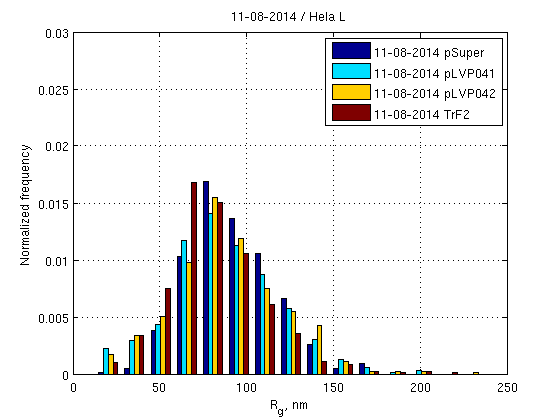 11-08-2014 / Hela L
0.03
0.025
0.02
0.015
0.01
0.005
0
Normalized frequency
11-08-2014 pSuper
11-08-2014 pLVP041
11-08-2014 pLVP042
11-08-2014 TrF2
0 50 100 150 200 250
Rg, nm